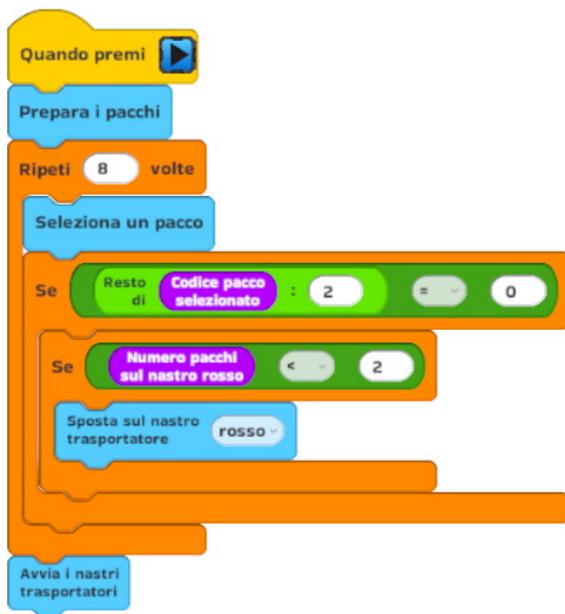 Quando premi
Prepara i pacchi
Ripeti 8 volte
Seleziona un pacco
Se Resto di Codice pacco selezionato : 2 = 0
Se Numero pacchi sul nastro rosso < 2
Sposta sul nastro trasportatore rosso
Avvia i nastri
trasportatori